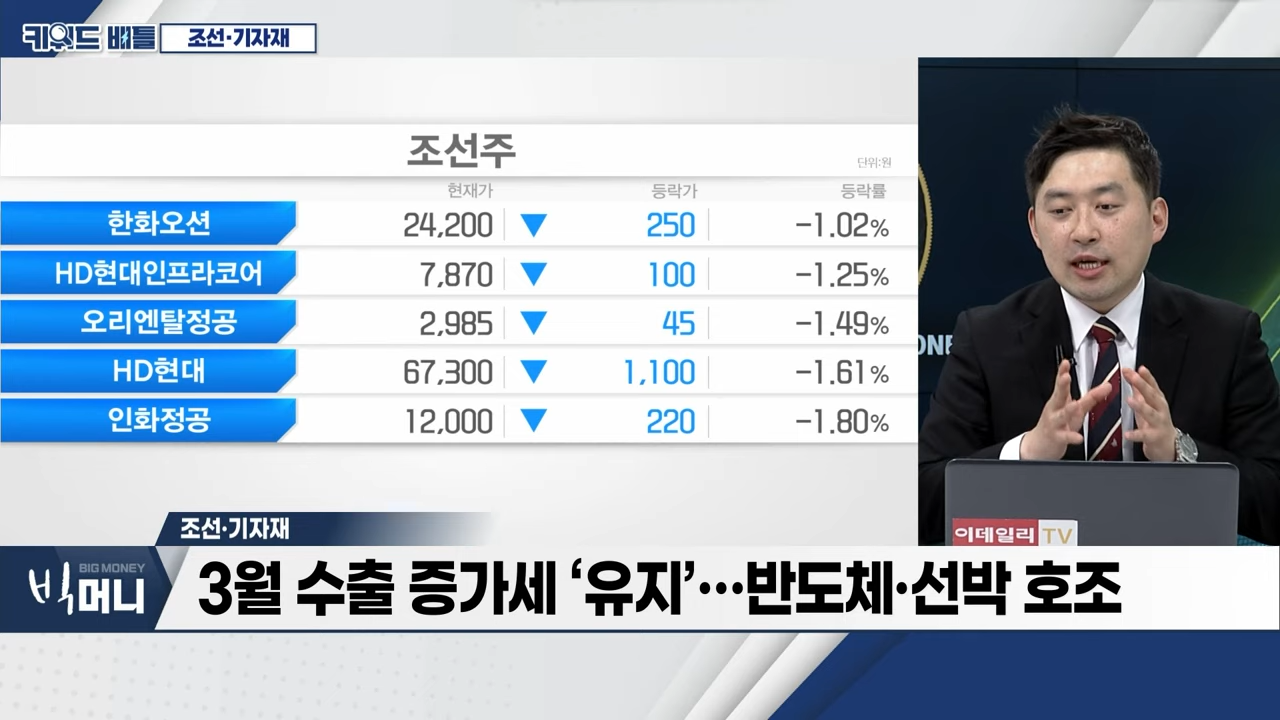 키워드 배틀 조선·기자재
조선주
단위:원
현재가 등락가 등락률
한화오션 24,200 ▼ 250 -1.02%
HD현대인프라코어 7,870 ▼ 100 -1.25%
오리엔탈정공 2,985 ▼ 45 -1.49%
HD현대 67,300 ▼ 1,100 -1.61%
인화정공 12,000 ▼ 220 -1.80%
이데일리 TV
조선·기자재
BIG MONEY
빅머니
3월 수출 증가세 ‘유지’…반도체·선박 호조